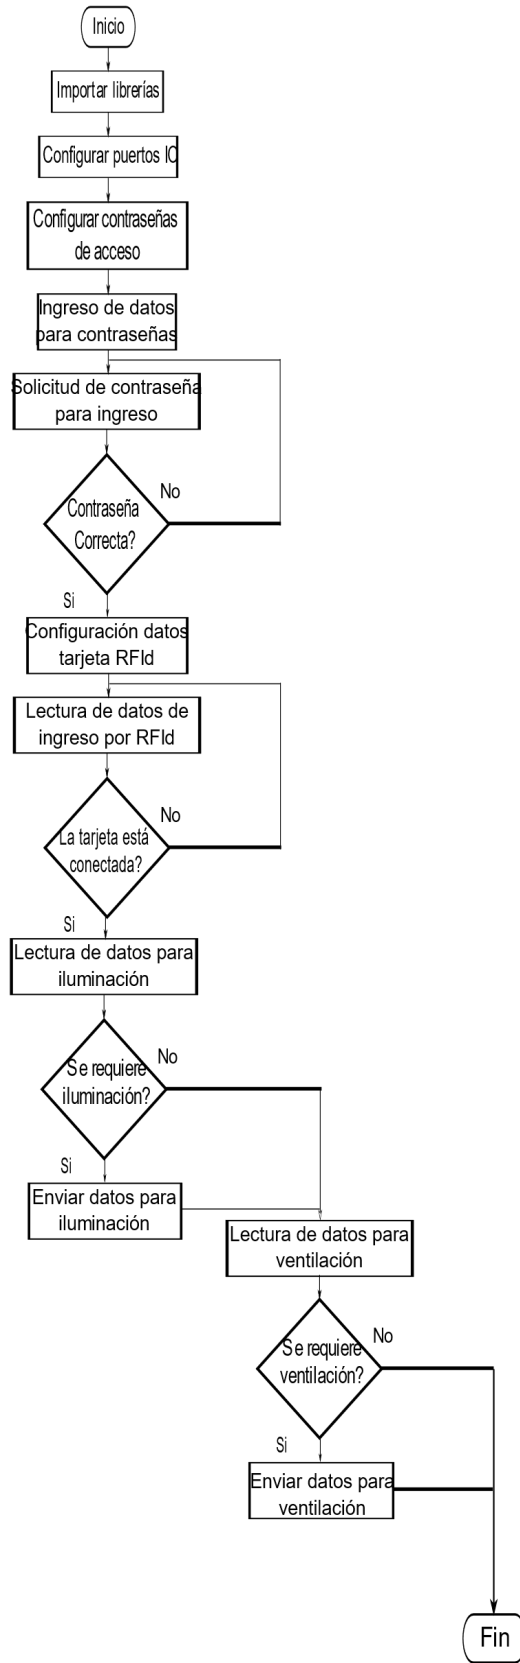 Inicio
Importar librerías
Configurar puertos IO
Configurar contraseñas
de acceso
Ingreso de datos
para contraseñas
Solicitud de contraseña
para ingreso
No
Contraseña
Correcta?
Si
Configuración datos
tarjeta RFId
Lectura de datos de
ingreso por RFId
No
La tarjeta está
conectada?
Si
Lectura de datos para
iluminación
No
Se requiere
iluminación?
Si
Enviar datos para
iluminación
Lectura de datos para
ventilación
No
Se requiere
ventilación?
Si
Enviar datos para
ventilación
Fin